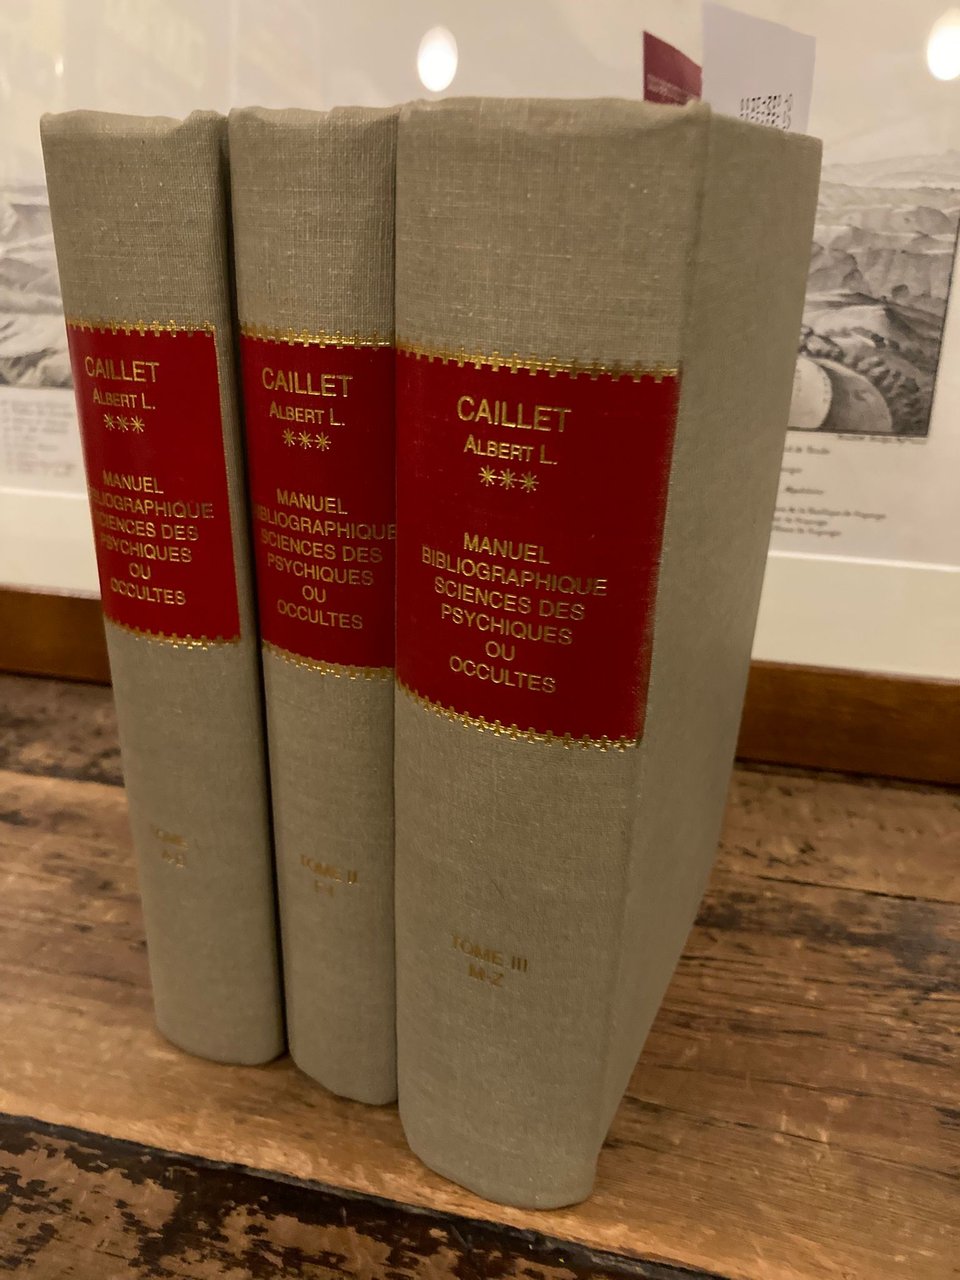 CAILLET
ALBERT L.
***
MANUEL
BIBLIOGRAPHIQUE
SCIENCES DES
PSYCHIQUES
OU
OCCULTES
TOME
CAILLET
ALBERT L.
***
MANUEL
BIBLIOGRAPHIQUE
SCIENCES DES
PSYCHIQUES
OU
OCCULTES
TOME II
CAILLET
ALBERT L.
***
MANUEL
BIBLIOGRAPHIQUE
SCIENCES DES
PSYCHIQUES
OU
OCCULTES
TOME III
M-Z